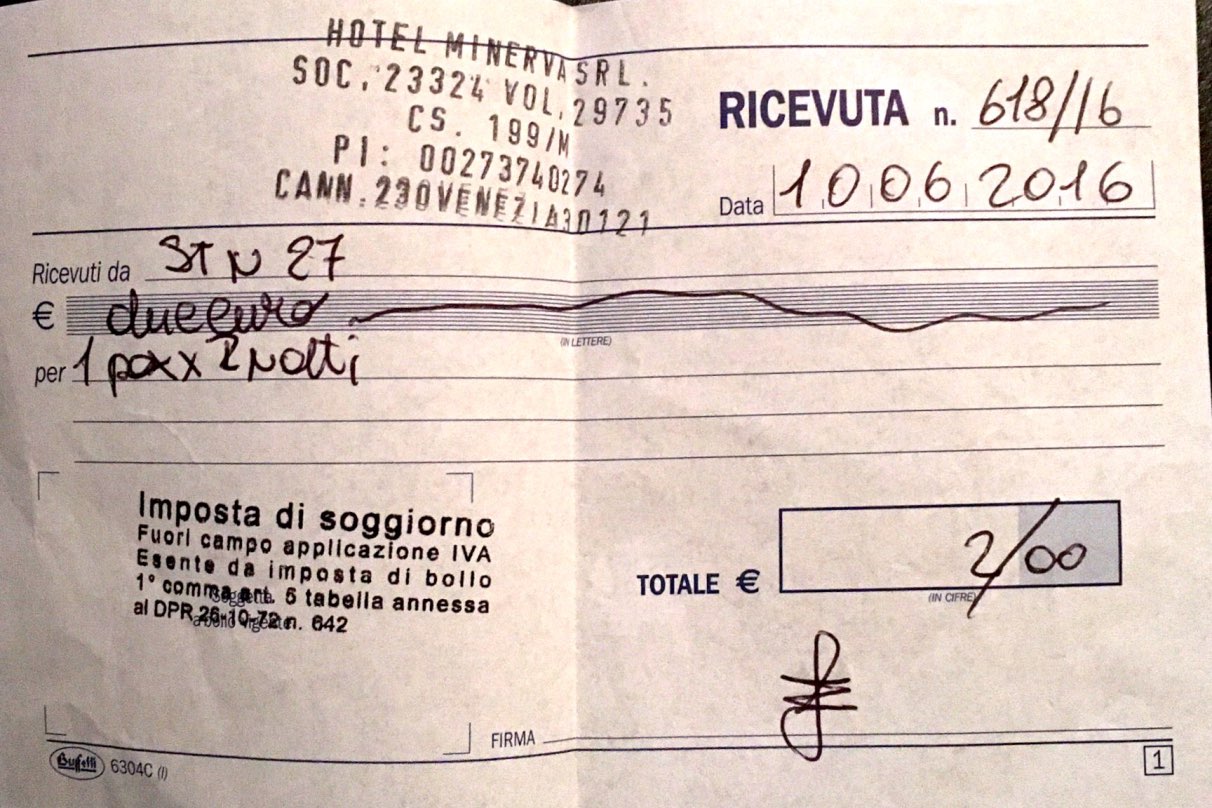 HOTEL MINERVA SRL.
SOC. 23324 VOL. 29735
CS. 199/M
PI: 00273740274
CANN. 230 VENEZIA 30121
RICEVUTA n. 618/16
Data 10 06 2016
Ricevuti da ST N 27
€ due euro
(IN LETTERE)
per 1 pax x 2 notti
Imposta di soggiorno
Fuori campo applicazione IVA
Esente da imposta di bollo
1° comma art. 5 tabella annessa
al DPR 26-10-72 n. 642
TOTALE € 2/00
(IN CIFRE)
FIRMA
Buffetti 6304C (I)
1